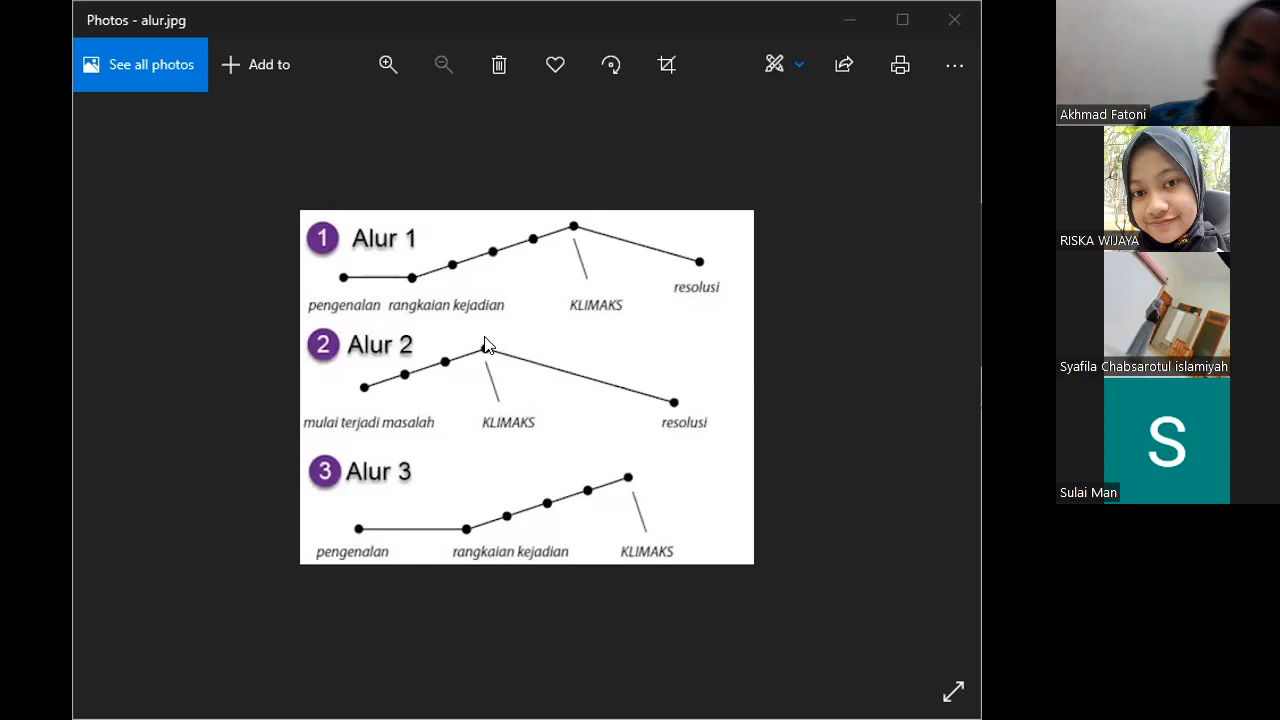 Photos - alur.jpg
See all photos
Add to
1 Alur 1
pengenalan rangkaian kejadian KLIMAKS resolusi
2 Alur 2
mulai terjadi masalah KLIMAKS resolusi
3 Alur 3
pengenalan rangkaian kejadian KLIMAKS
Akhmad Fatoni
RISKA WIJAYA
Syafila Chabsarotul islamiyah
S
Sulai Man